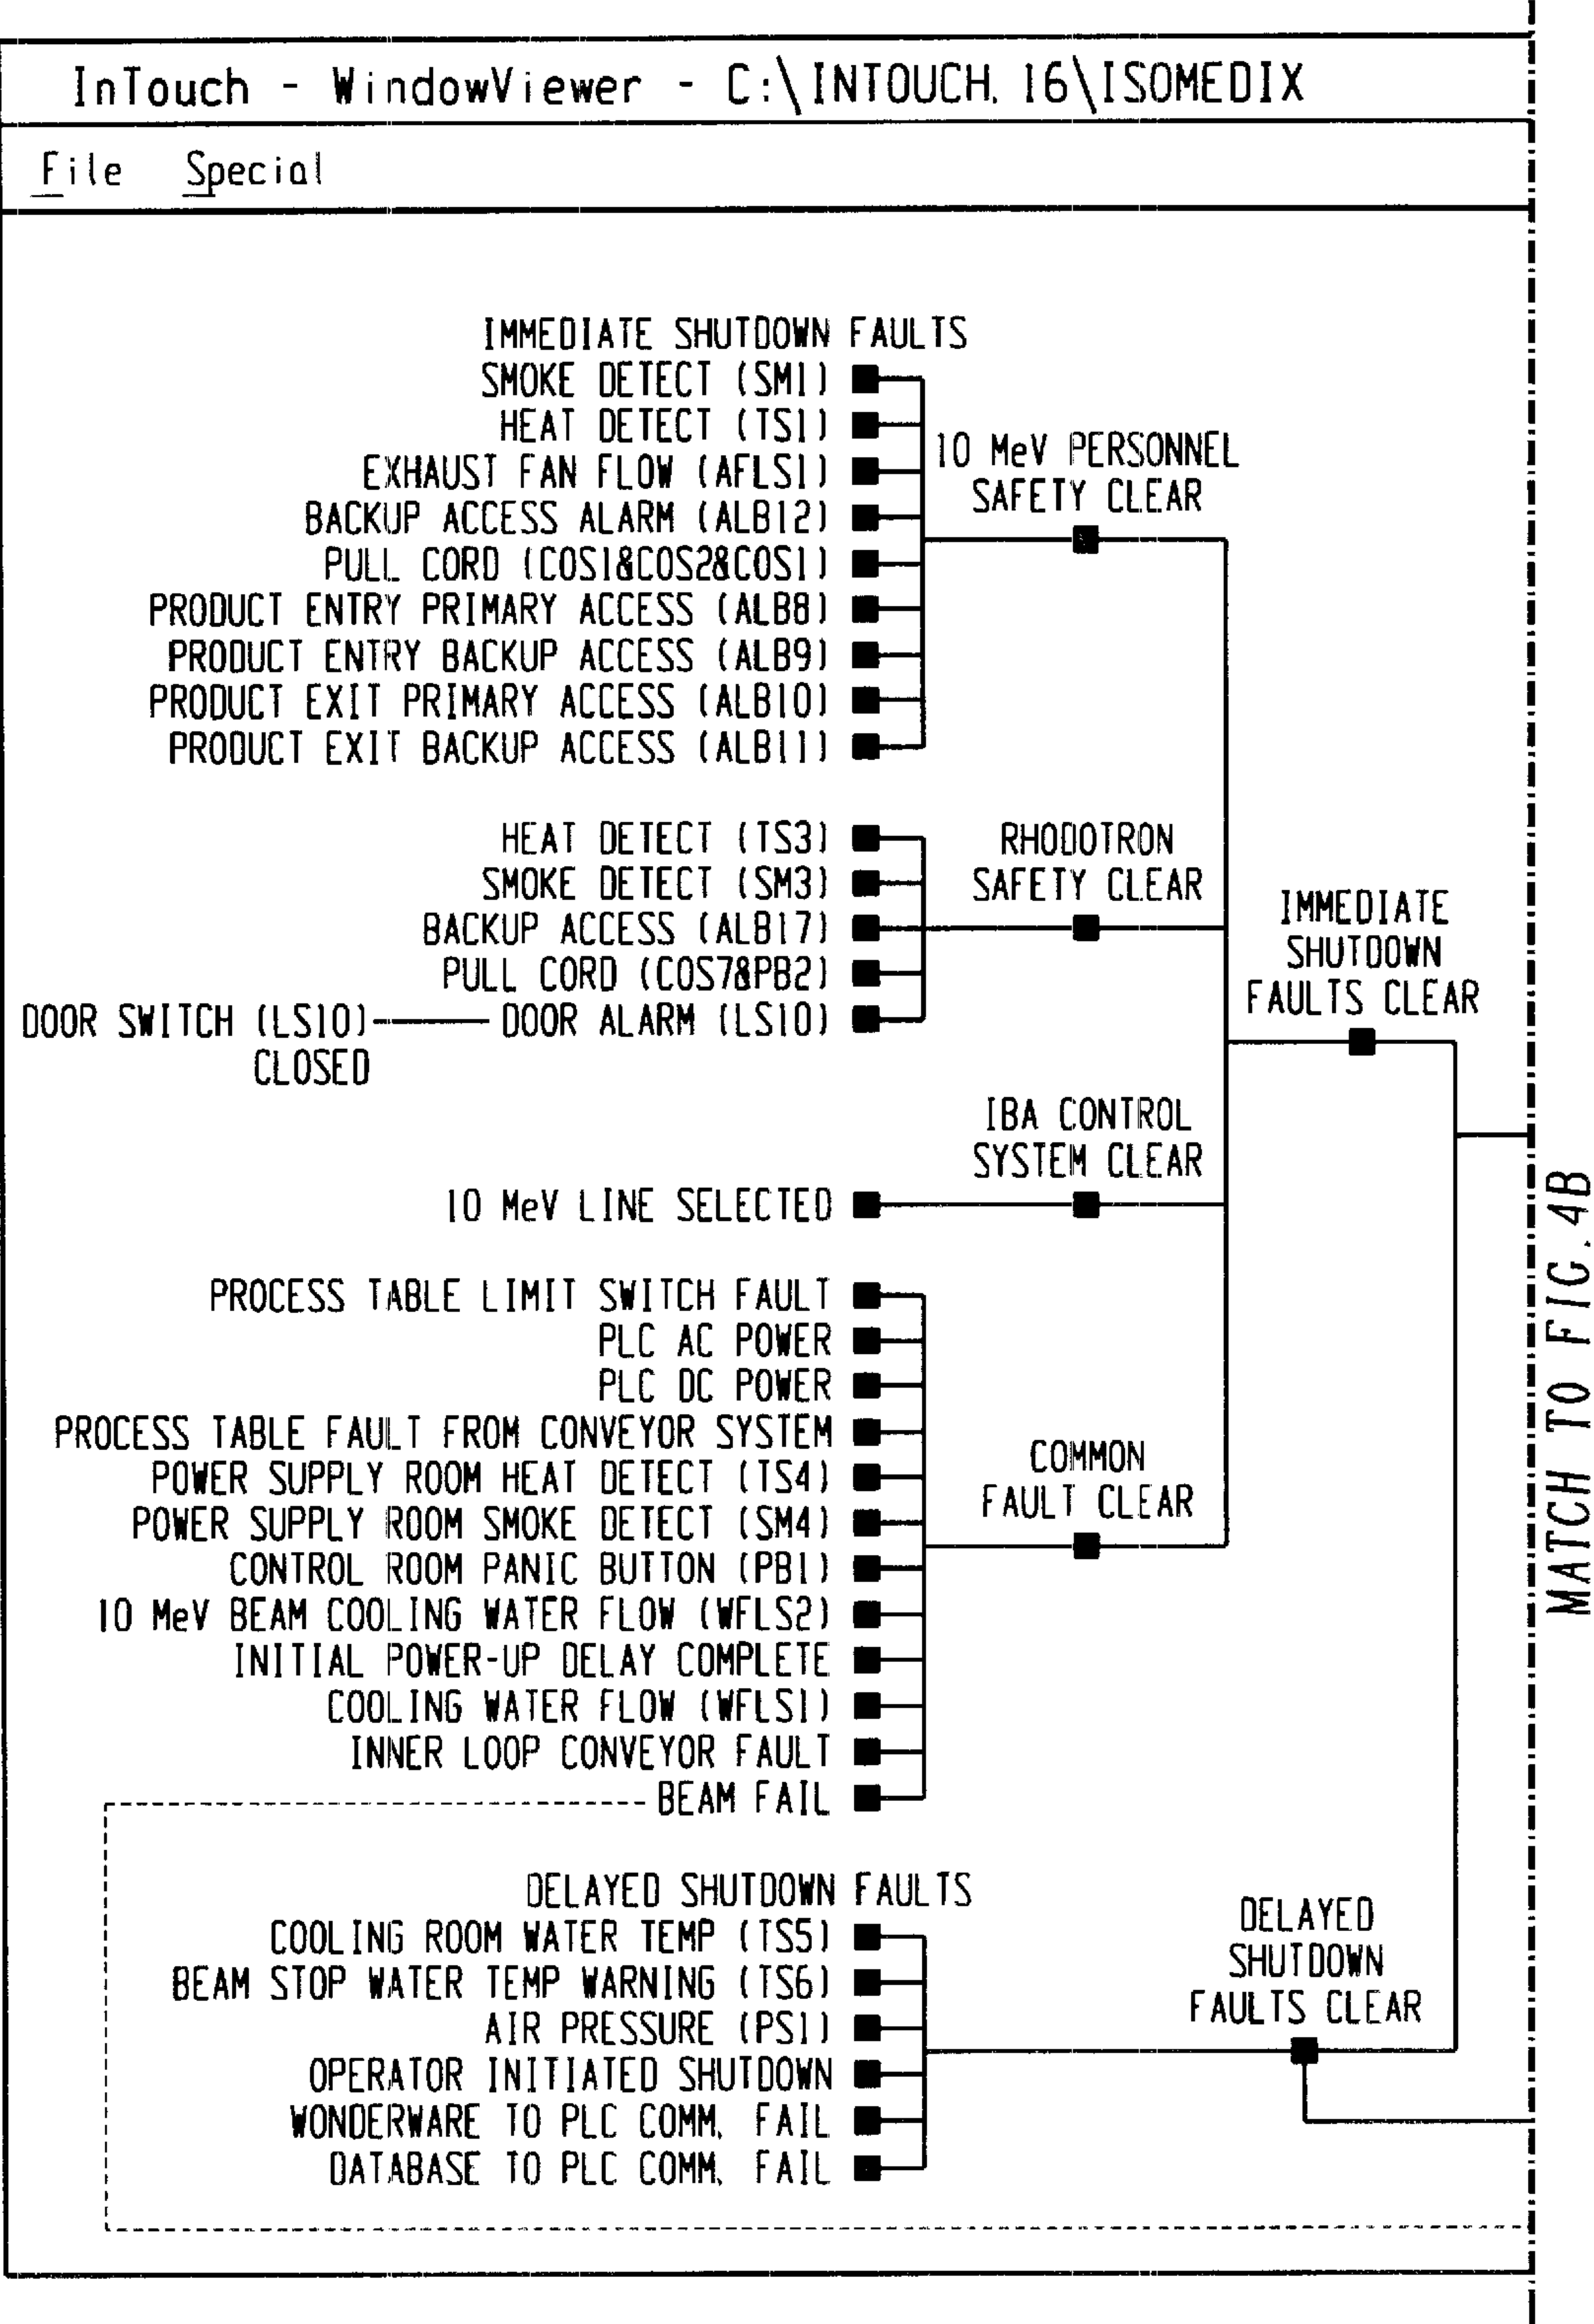 InTouch - WindowViewer - C:\INTOUCH.16\ISOMEDIX
File Special
IMMEDIATE SHUTDOWN FAULTS
SMOKE DETECT (SM1)
HEAT DETECT (TS1)
EXHAUST FAN FLOW (AFLS1)
BACKUP ACCESS ALARM (ALB12)
PULL CORD (COS1&COS2&COS1)
PRODUCT ENTRY PRIMARY ACCESS (ALB8)
PRODUCT ENTRY BACKUP ACCESS (ALB9)
PRODUCT EXIT PRIMARY ACCESS (ALB10)
PRODUCT EXIT BACKUP ACCESS (ALB11)
10 MeV PERSONNEL
SAFETY CLEAR
HEAT DETECT (TS3)
SMOKE DETECT (SM3)
BACKUP ACCESS (ALB17)
PULL CORD (COS7&PB2)
DOOR SWITCH (LS10)
CLOSED
DOOR ALARM (LS10)
RHODOTRON
SAFETY CLEAR
IMMEDIATE
SHUTDOWN
FAULTS CLEAR
IBA CONTROL
SYSTEM CLEAR
10 MeV LINE SELECTED
PROCESS TABLE LIMIT SWITCH FAULT
PLC AC POWER
PLC DC POWER
PROCESS TABLE FAULT FROM CONVEYOR SYSTEM
POWER SUPPLY ROOM HEAT DETECT (TS4)
POWER SUPPLY ROOM SMOKE DETECT (SM4)
CONTROL ROOM PANIC BUTTON (PB1)
10 MeV BEAM COOLING WATER FLOW (WFLS2)
INITIAL POWER-UP DELAY COMPLETE
COOLING WATER FLOW (WFLS1)
INNER LOOP CONVEYOR FAULT
BEAM FAIL
COMMON
FAULT CLEAR
DELAYED SHUTDOWN FAULTS
COOLING ROOM WATER TEMP (TS5)
BEAM STOP WATER TEMP WARNING (TS6)
AIR PRESSURE (PS1)
OPERATOR INITIATED SHUTDOWN
WONDERWARE TO PLC COMM. FAIL
DATABASE TO PLC COMM. FAIL
DELAYED
SHUTDOWN
FAULTS CLEAR
MATCH TO FIG. 4B